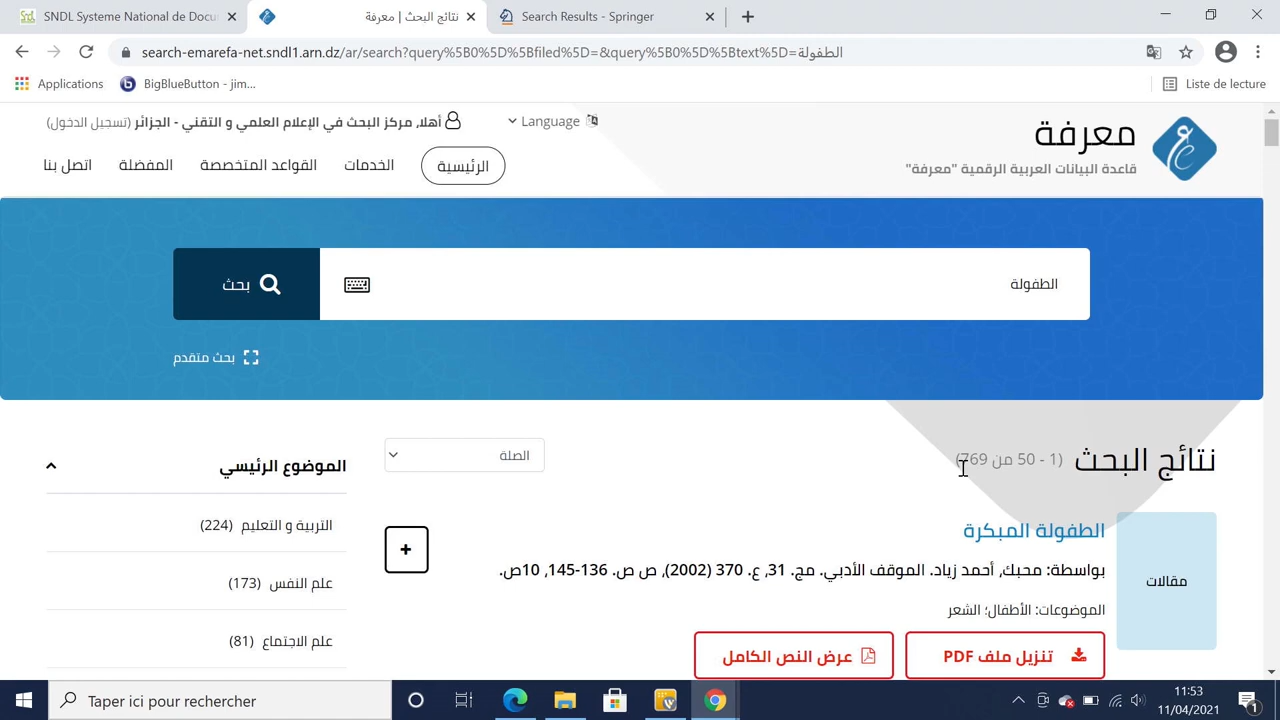 SNDL Systeme National de Docu
نتائج البحث | معرفة
Search Results - Springer
search-emarefa-net.sndl1.arn.dz/ar/search?query%5B0%5D%5Bfiled%5D=&query%5B0%5D%5Btext%5D=الطفولة
Applications
BigBlueButton - jim...
Liste de lecture
أهلا، مركز البحث في الإعلام العلمي و التقني - الجزائر (تسجيل الدخول)
Language
معرفة
قاعدة البيانات العربية الرقمية "معرفة"
الرئيسية
الخدمات
القواعد المتخصصة
المفضلة
اتصل بنا
الطفولة
بحث
بحث متقدم
نتائج البحث (1 - 50 من 769)
الصلة
الموضوع الرئيسي
التربية و التعليم (224)
علم النفس (173)
علم الاجتماع (81)
مقالات
الطفولة المبكرة
+
بواسطة: محبك، أحمد زياد. الموقف الأدبي. مج. 31، ع. 370 (2002)، ص ص. 136-145، 10ص.
الموضوعات: الأطفال؛ الشعر
تنزيل ملف PDF
عرض النص الكامل
Taper ici pour rechercher
11:53
11/04/2021
1